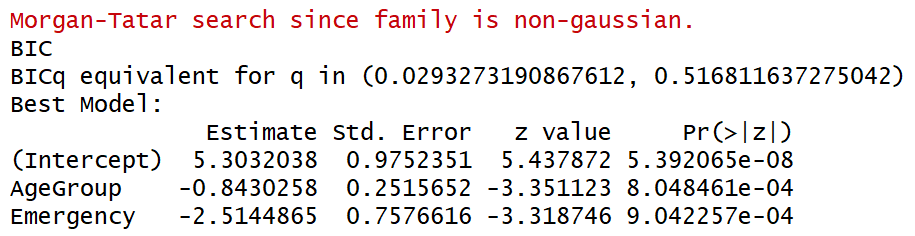 Morgan-Tatar search since family is non-gaussian.
BIC
BICq equivalent for q in (0.0293273190867612, 0.516811637275042)
Best Model:
              Estimate Std. Error   z value     Pr(>|z|)
(Intercept)  5.3032038  0.9752351  5.437872 5.392065e-08
AgeGroup    -0.8430258  0.2515652 -3.351123 8.048461e-04
Emergency   -2.5144865  0.7576616 -3.318746 9.042257e-04